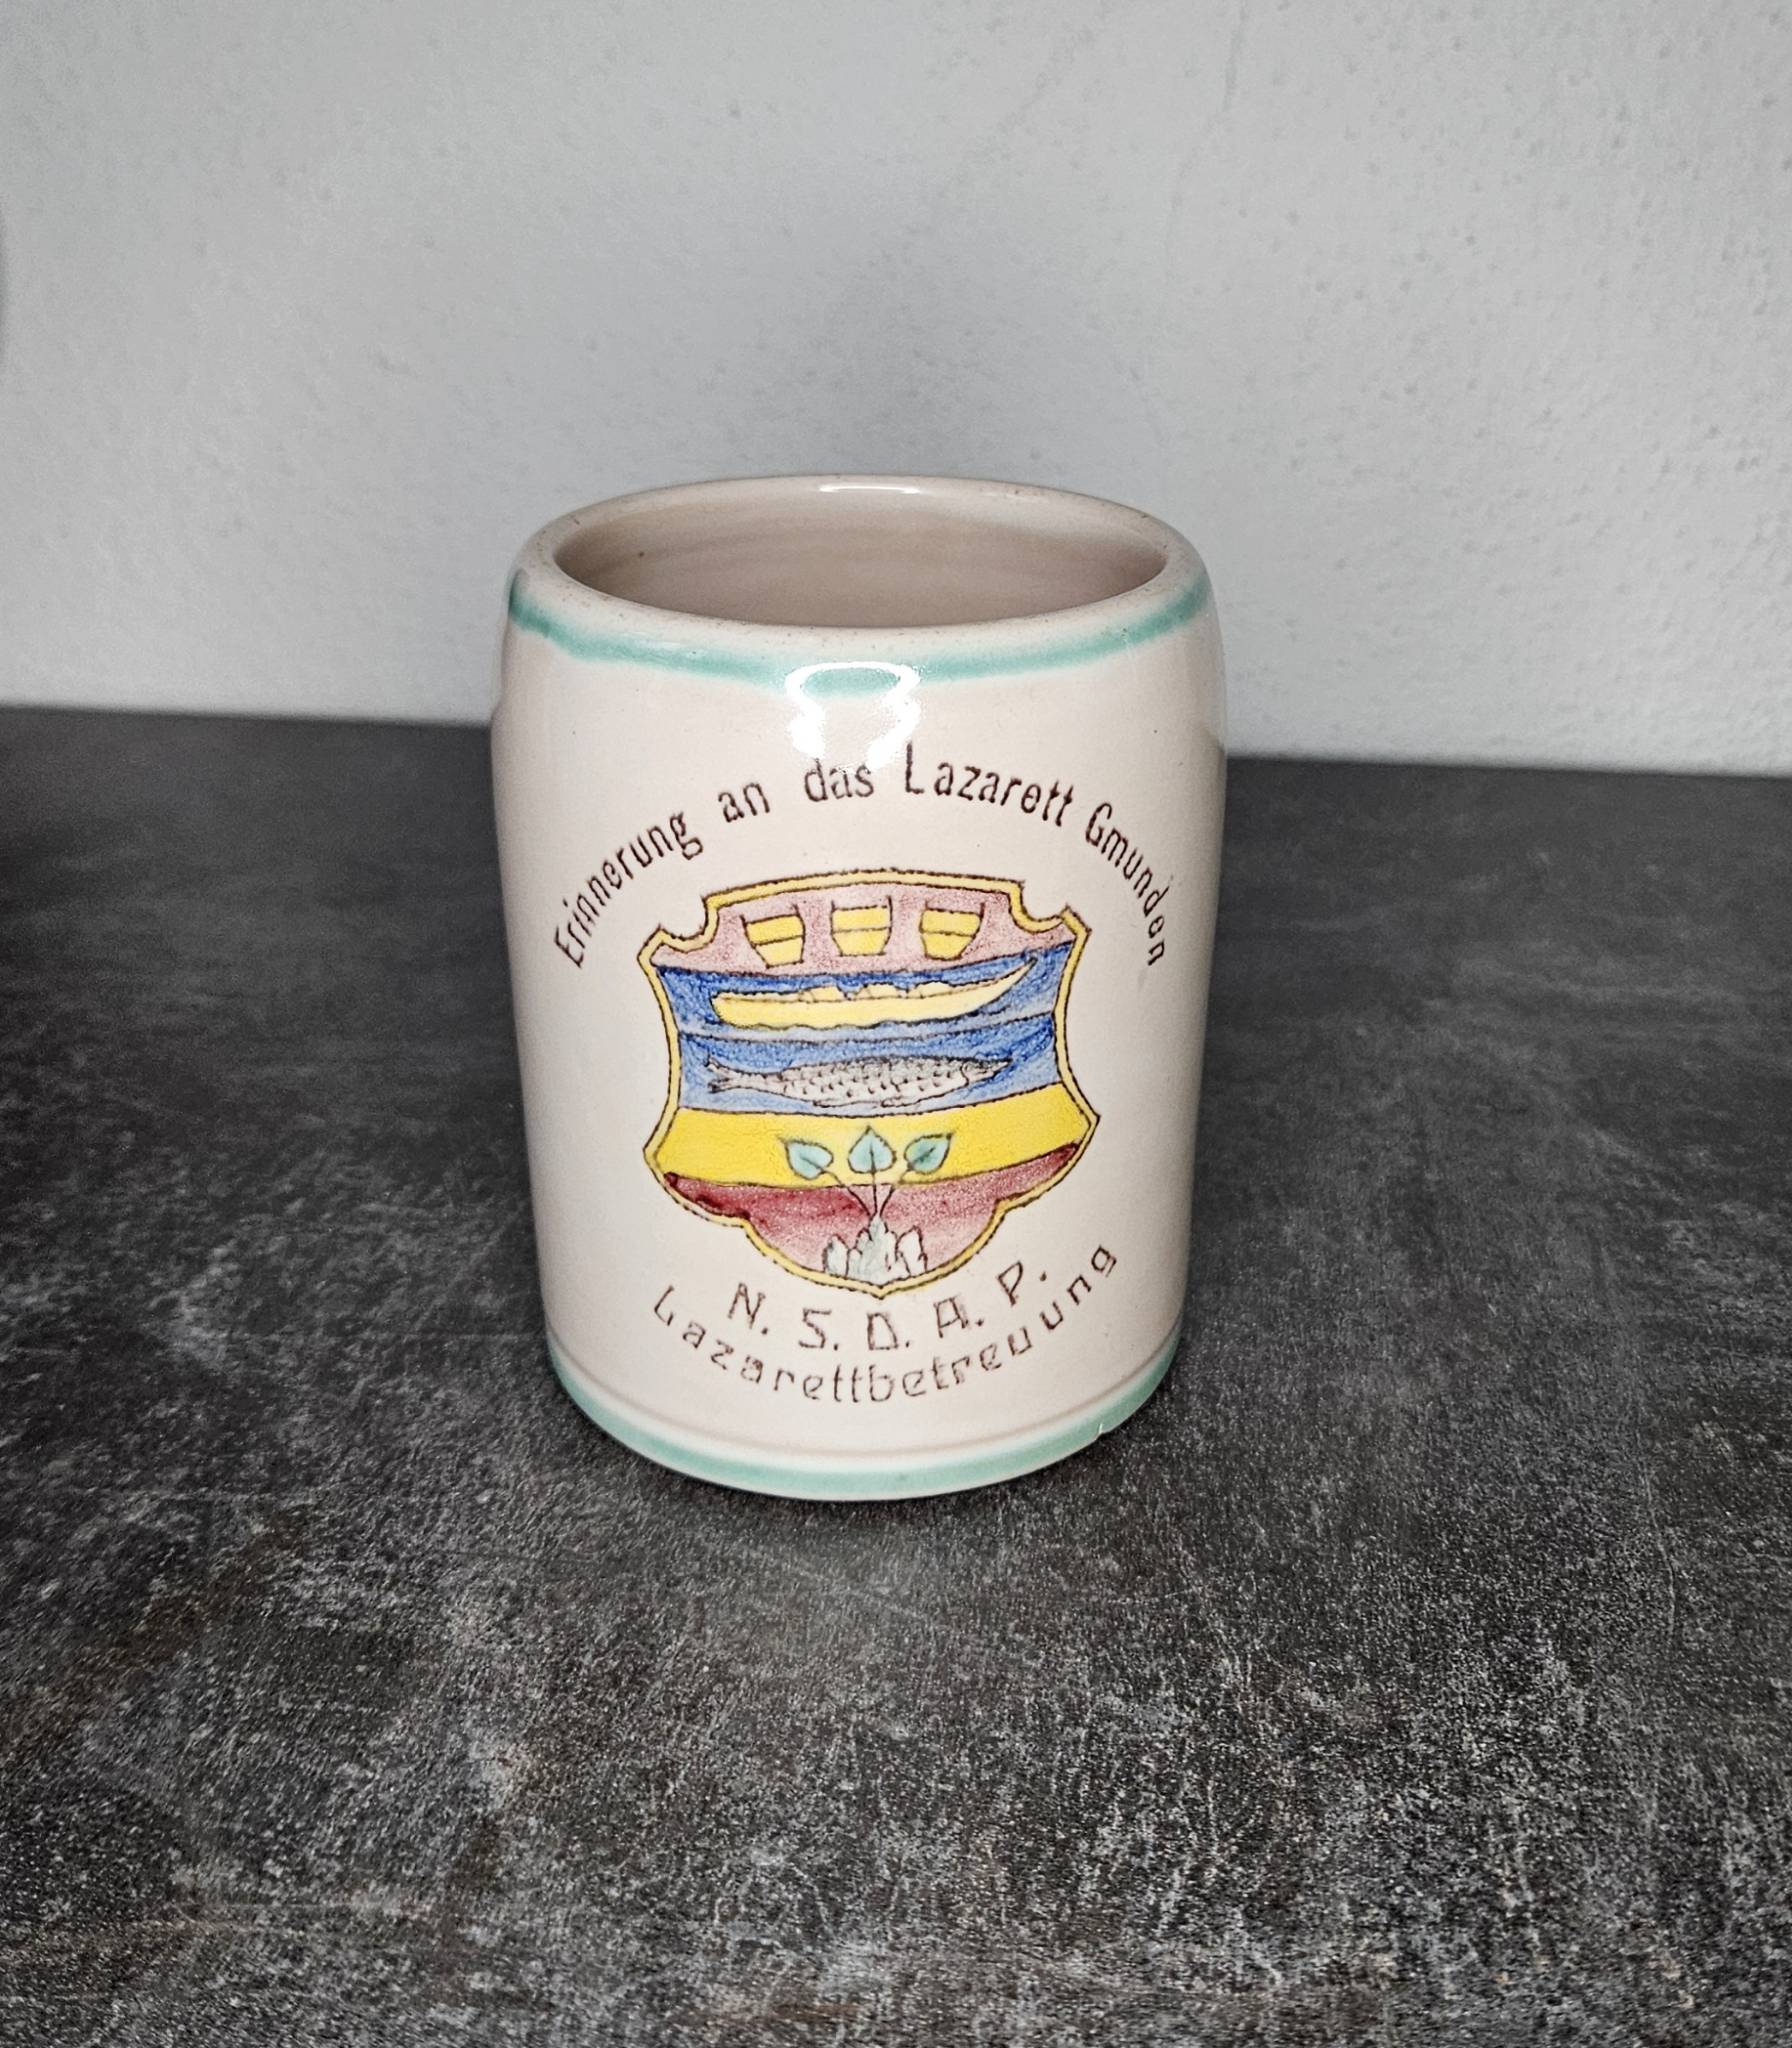 Erinnerung an das Lazarett Gmunden
N. S. D. A. P.
Lazarettbetreuung